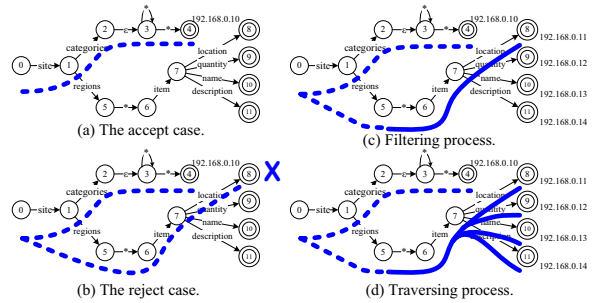 * 192.168.0.10
2 ε 3 * 4 8
categories location
0 site 1 quantity 9
7 name 10
regions item description
5 * 6 11
(a) The accept case.
* 192.168.0.10
2 ε 3 * 4 8 192.168.0.11
categories location
0 site 1 quantity 9 192.168.0.12
7 name 10
regions item description 192.168.0.13
5 * 6 11
192.168.0.14
(c) Filtering process.
* 192.168.0.10
2 ε 3 * 4 8 X
categories location
0 site 1 quantity 9
7 name 10
regions item description
5 * 6 11
(b) The reject case.
* 192.168.0.10
2 ε 3 * 4 8 192.168.0.11
categories location
0 site 1 quantity 9 192.168.0.12
7 name 10
regions item description 192.168.0.13
5 * 6 11
192.168.0.14
(d) Traversing process.